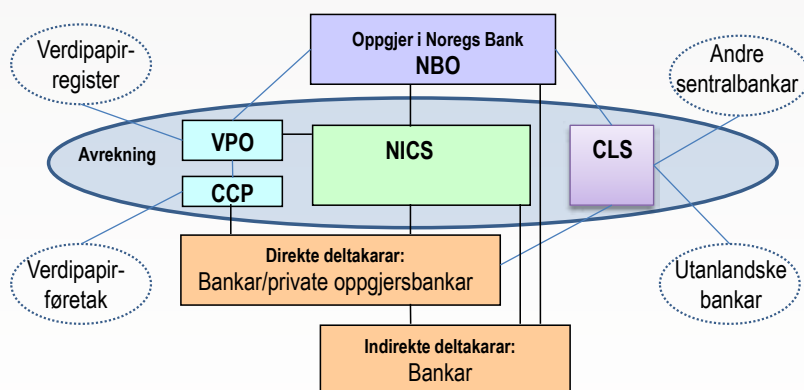 Oppgjer i Noregs Bank
NBO
Verdipapir-
register
Andre
sentralbankar
Avrekning
VPO
NICS
CLS
CCP
Verdipapir-
føretak
Direkte deltakarar:
Bankar/private oppgjersbankar
Utanlandske
bankar
Indirekte deltakarar:
Bankar